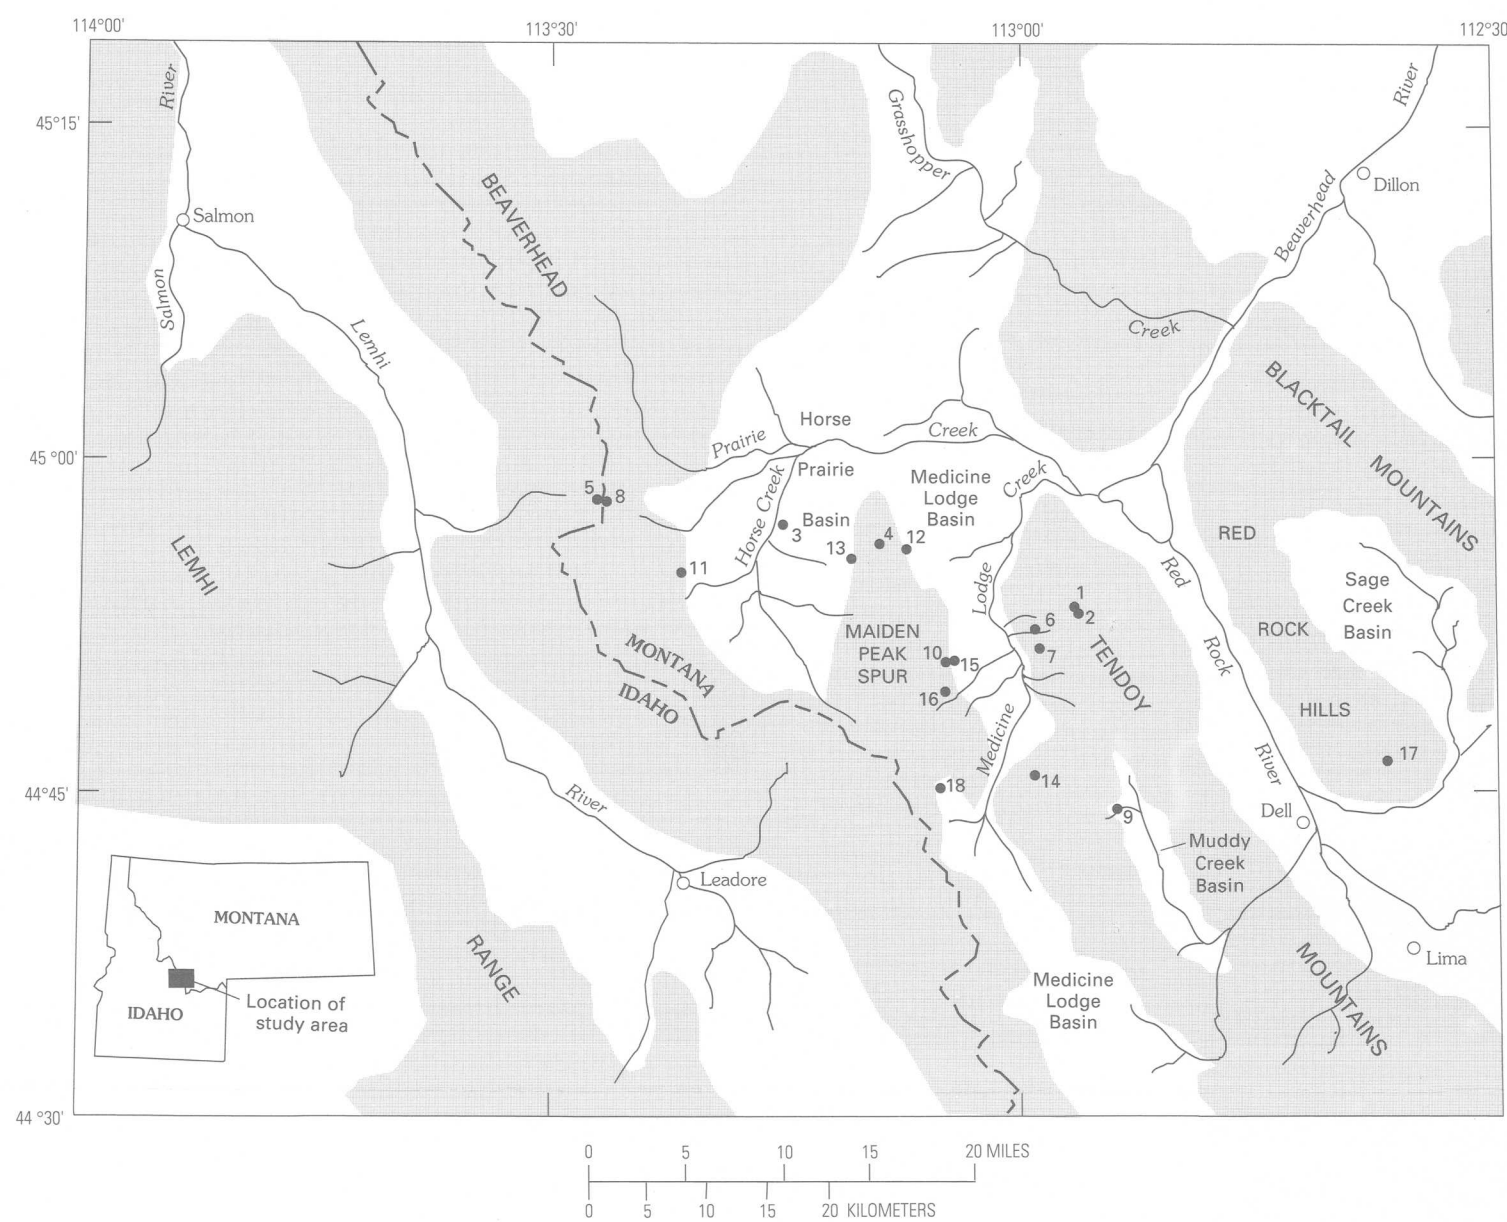 114°00'
113°30'
113°00'
112°30'
River
45°15'
Grasshopper
River
Dillon
Salmon
BEAVERHEAD
Beaverhead
Salmon
Lemhi
Creek
BLACKTAIL
MOUNTAINS
Horse
Prairie
Creek
45°00'
Prairie
Medicine
Lodge
Basin
Creek
5
8
Horse Creek
3
Basin
13
4
12
RED
LEMHI
11
Lodge
Red
Sage
Creek
Basin
1
2
6
7
ROCK
Rock
MAIDEN
PEAK
SPUR
10
15
16
TENDOY
MONTANA
IDAHO
HILLS
Medicine
River
17
18
14
44°45'
River
9
Dell
Muddy
Creek
Basin
Leadore
MONTANA
RANGE
MOUNTAINS
Lima
Medicine
Lodge
Basin
IDAHO
Location of
study area
44°30'
0 5 10 15 20 MILES
0 5 10 15 20 KILOMETERS